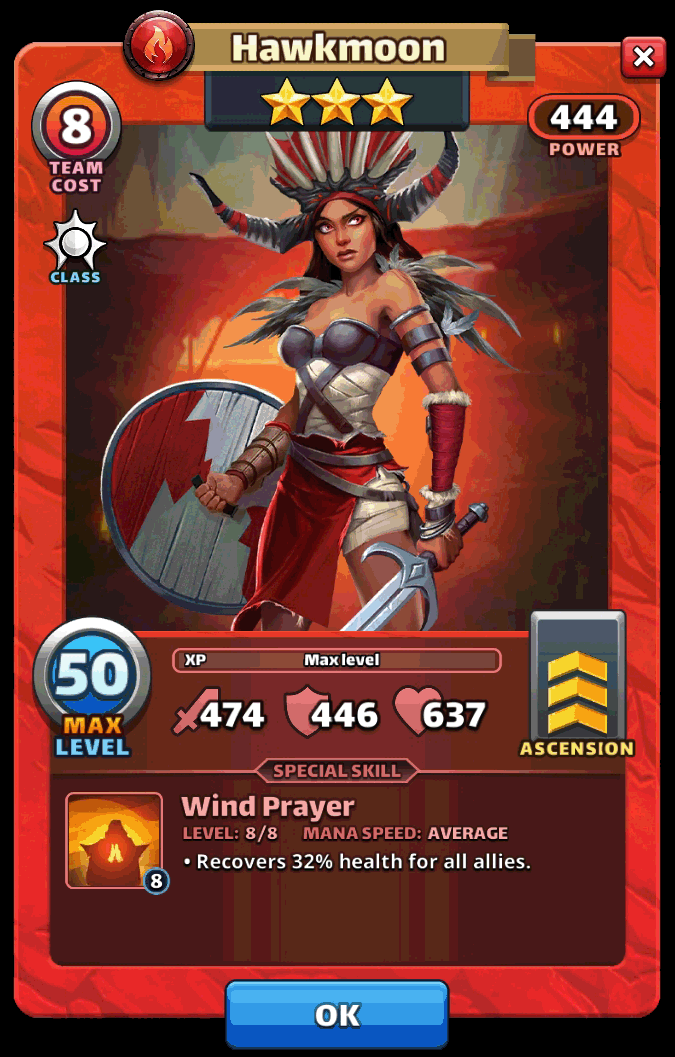 Hawkmoon
8
TEAM
COST
444
POWER
CLASS
50
MAX
LEVEL
XP Max level
474 446 637
ASCENSION
SPECIAL SKILL
Wind Prayer
LEVEL: 8/8 MANA SPEED: AVERAGE
• Recovers 32% health for all allies.
8
OK